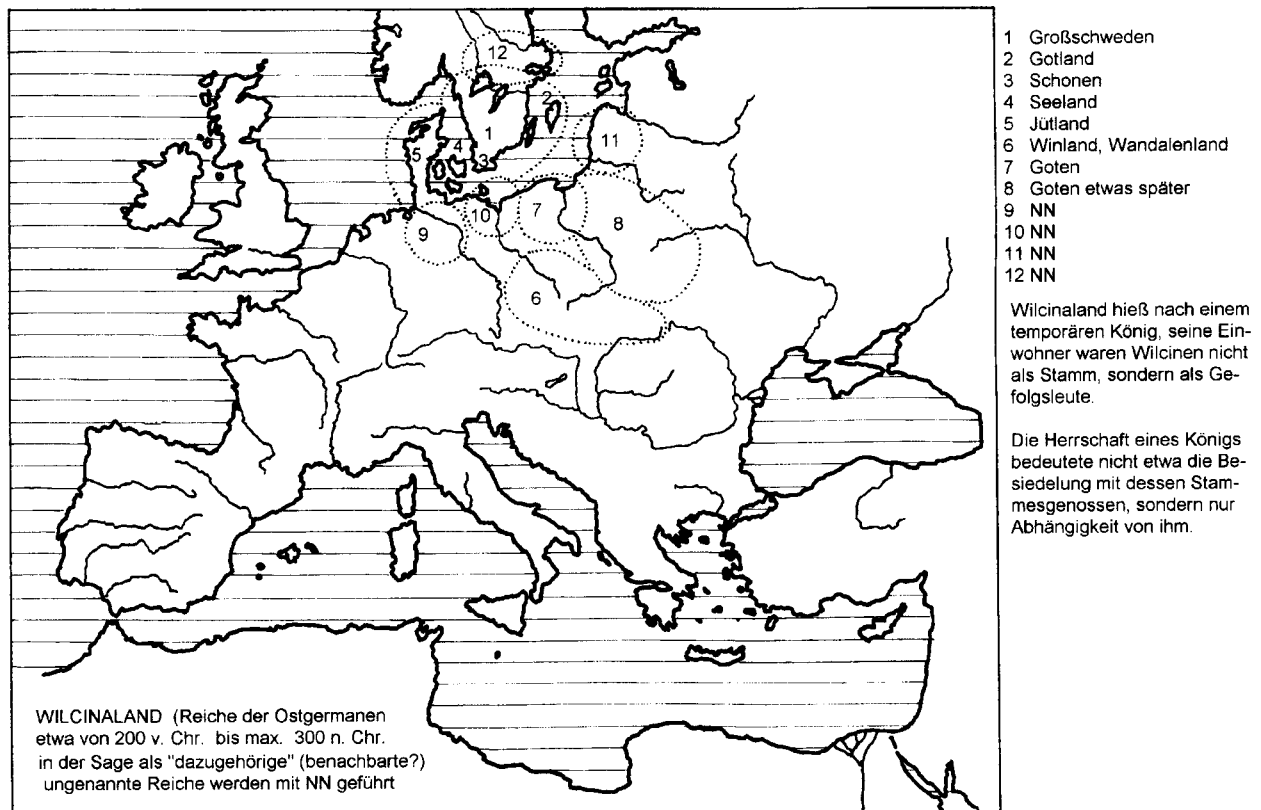 12
2
1
11
5
4
3
10
7
8
9
6
WILCINALAND (Reiche der Ostgermanen
etwa von 200 v. Chr. bis max. 300 n. Chr.
in der Sage als "dazugehörige" (benachbarte?)
ungenannte Reiche werden mit NN geführt
1 Großschweden
2 Gotland
3 Schonen
4 Seeland
5 Jütland
6 Winland, Wandalenland
7 Goten
8 Goten etwas später
9 NN
10 NN
11 NN
12 NN
Wilcinaland hieß nach einem
temporären König, seine Ein-
wohner waren Wilcinen nicht
als Stamm, sondern als Ge-
folgsleute.
Die Herrschaft eines Königs
bedeutete nicht etwa die Be-
siedelung mit dessen Stam-
mesgenossen, sondern nur
Abhängigkeit von ihm.